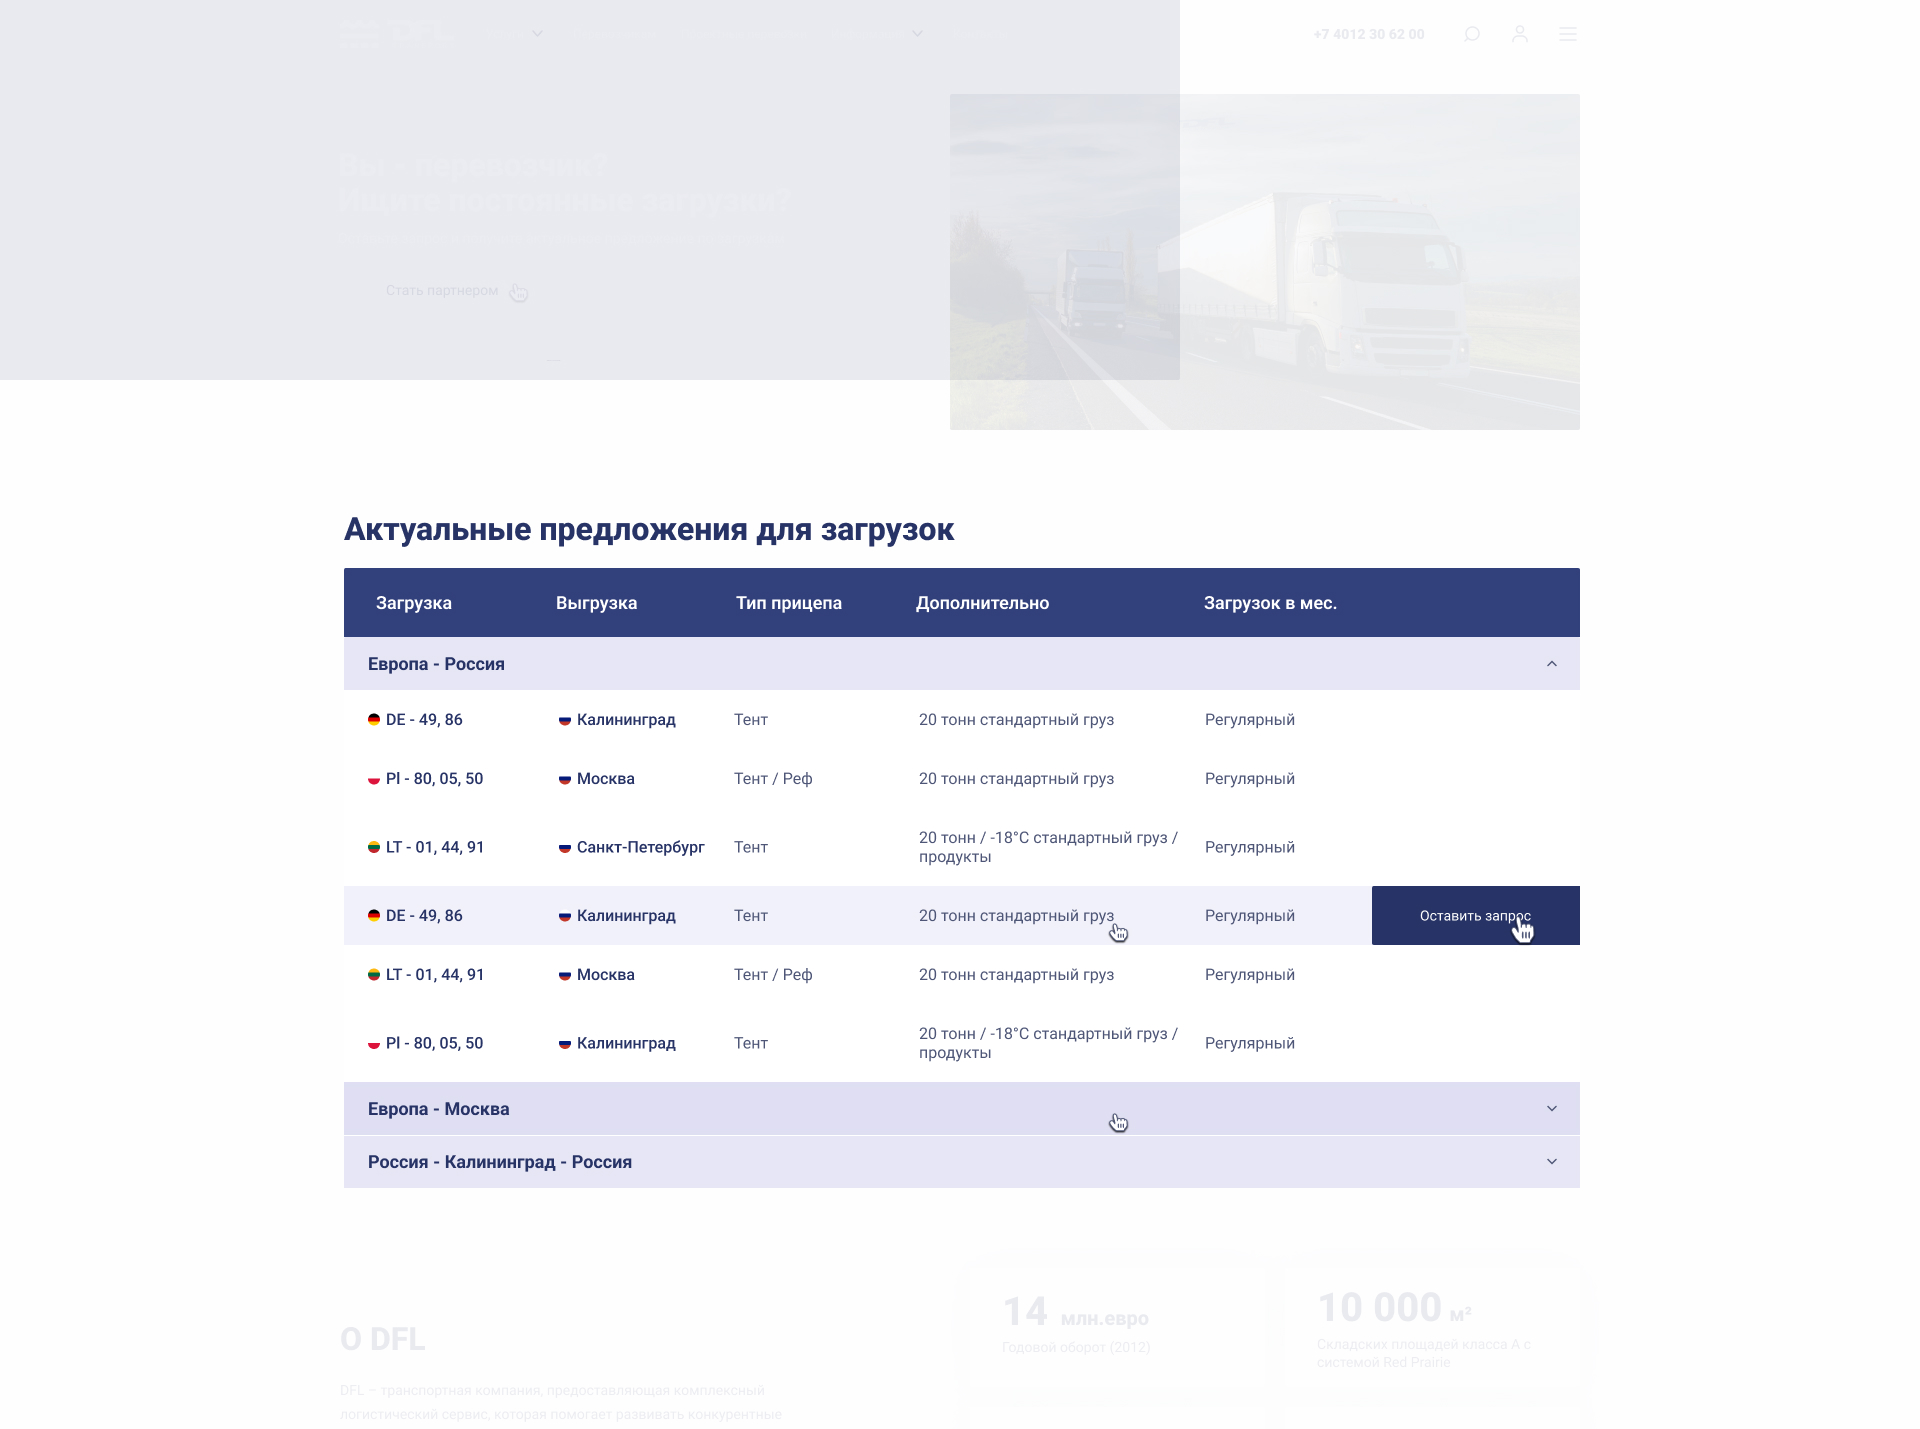 DFL
+7 4012 30 62 00
Вы - перевозчик?
Ищите постоянные загрузки?
Стать партнером
Актуальные предложения для загрузок
Загрузка Выгрузка Тип прицепа Дополнительно Загрузок в мес.
Европа - Россия
DE - 49, 86 Калининград Тент 20 тонн стандартный груз Регулярный
Pl - 80, 05, 50 Москва Тент / Реф 20 тонн стандартный груз Регулярный
LT - 01, 44, 91 Санкт-Петербург Тент 20 тонн / -18°C стандартный груз / продукты Регулярный
DE - 49, 86 Калининград Тент 20 тонн стандартный груз Регулярный Оставить запрос
LT - 01, 44, 91 Москва Тент / Реф 20 тонн стандартный груз Регулярный
Pl - 80, 05, 50 Калининград Тент 20 тонн / -18°C стандартный груз / продукты Регулярный
Европа - Москва
Россия - Калининград - Россия
14 млн.евро
Годовой оборот (2012)
10 000 м²
Складских площадей класса А с
системой Red Prairie
О DFL
DFL – транспортная компания, предоставляющая комплексный
логистический сервис, которая помогает развивать конкурентные